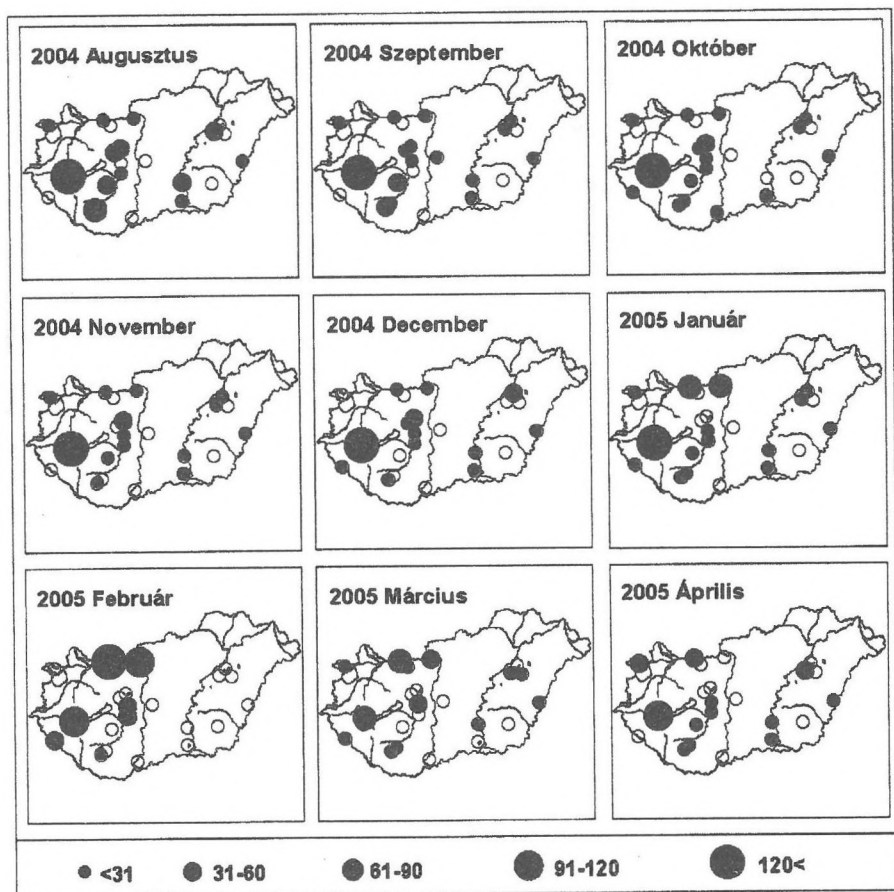 2004 Augusztus
2004 Szeptember
2004 Október
2004 November
2004 December
2005 Január
2005 Február
2005 Március
2005 Április
<31
31-60
61-90
91-120
120<